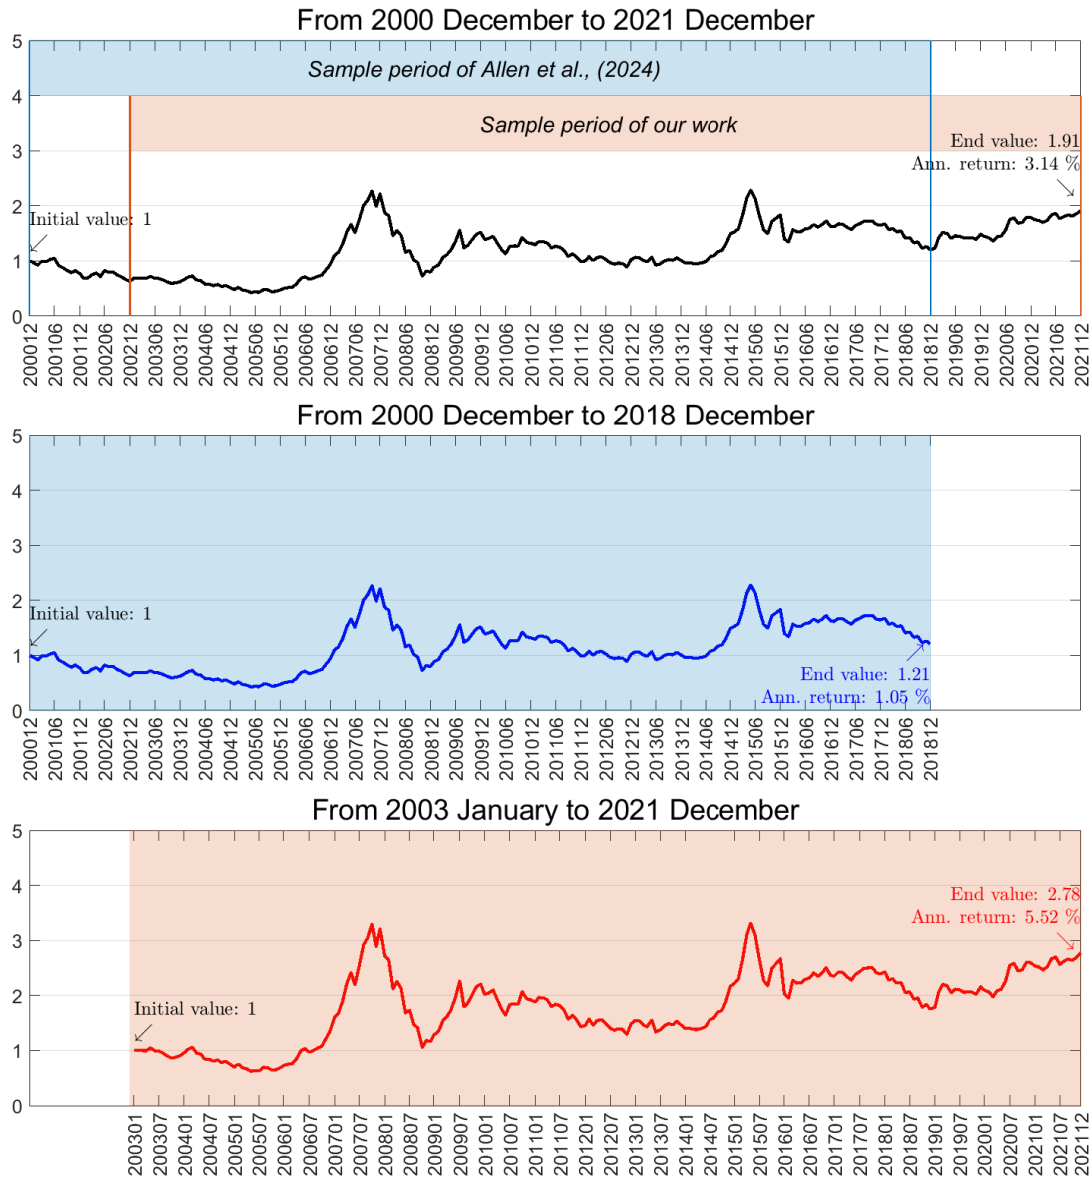 From 2000 December to 2021 December
5
Sample period of Allen et al., (2024)
4
Sample period of our work
3
End value: 1.91
Ann. return: 3.14 %
2
Initial value: 1
1
0
200012 200106 200112 200206 200212 200306 200312 200406 200412 200506 200512 200606 200612 200706 200712 200806 200812 200906 200912 201006 201012 201106 201112 201206 201212 201306 201312 201406 201412 201506 201512 201606 201612 201706 201712 201806 201812 201906 201912 202006 202012 202106 202112
From 2000 December to 2018 December
5
4
3
2
Initial value: 1
1
End value: 1.21
Ann. return: 1.05 %
0
200012 200106 200112 200206 200212 200306 200312 200406 200412 200506 200512 200606 200612 200706 200712 200806 200812 200906 200912 201006 201012 201106 201112 201206 201212 201306 201312 201406 201412 201506 201512 201606 201612 201706 201712 201806 201812
From 2003 January to 2021 December
5
4
End value: 2.78
Ann. return: 5.52 %
3
2
Initial value: 1
1
0
200301 200307 200401 200407 200501 200507 200601 200607 200701 200707 200801 200807 200901 200907 201001 201007 201101 201107 201201 201207 201301 201307 201401 201407 201501 201507 201601 201607 201701 201707 201801 201807 201901 201907 202001 202007 202101 202107 202112